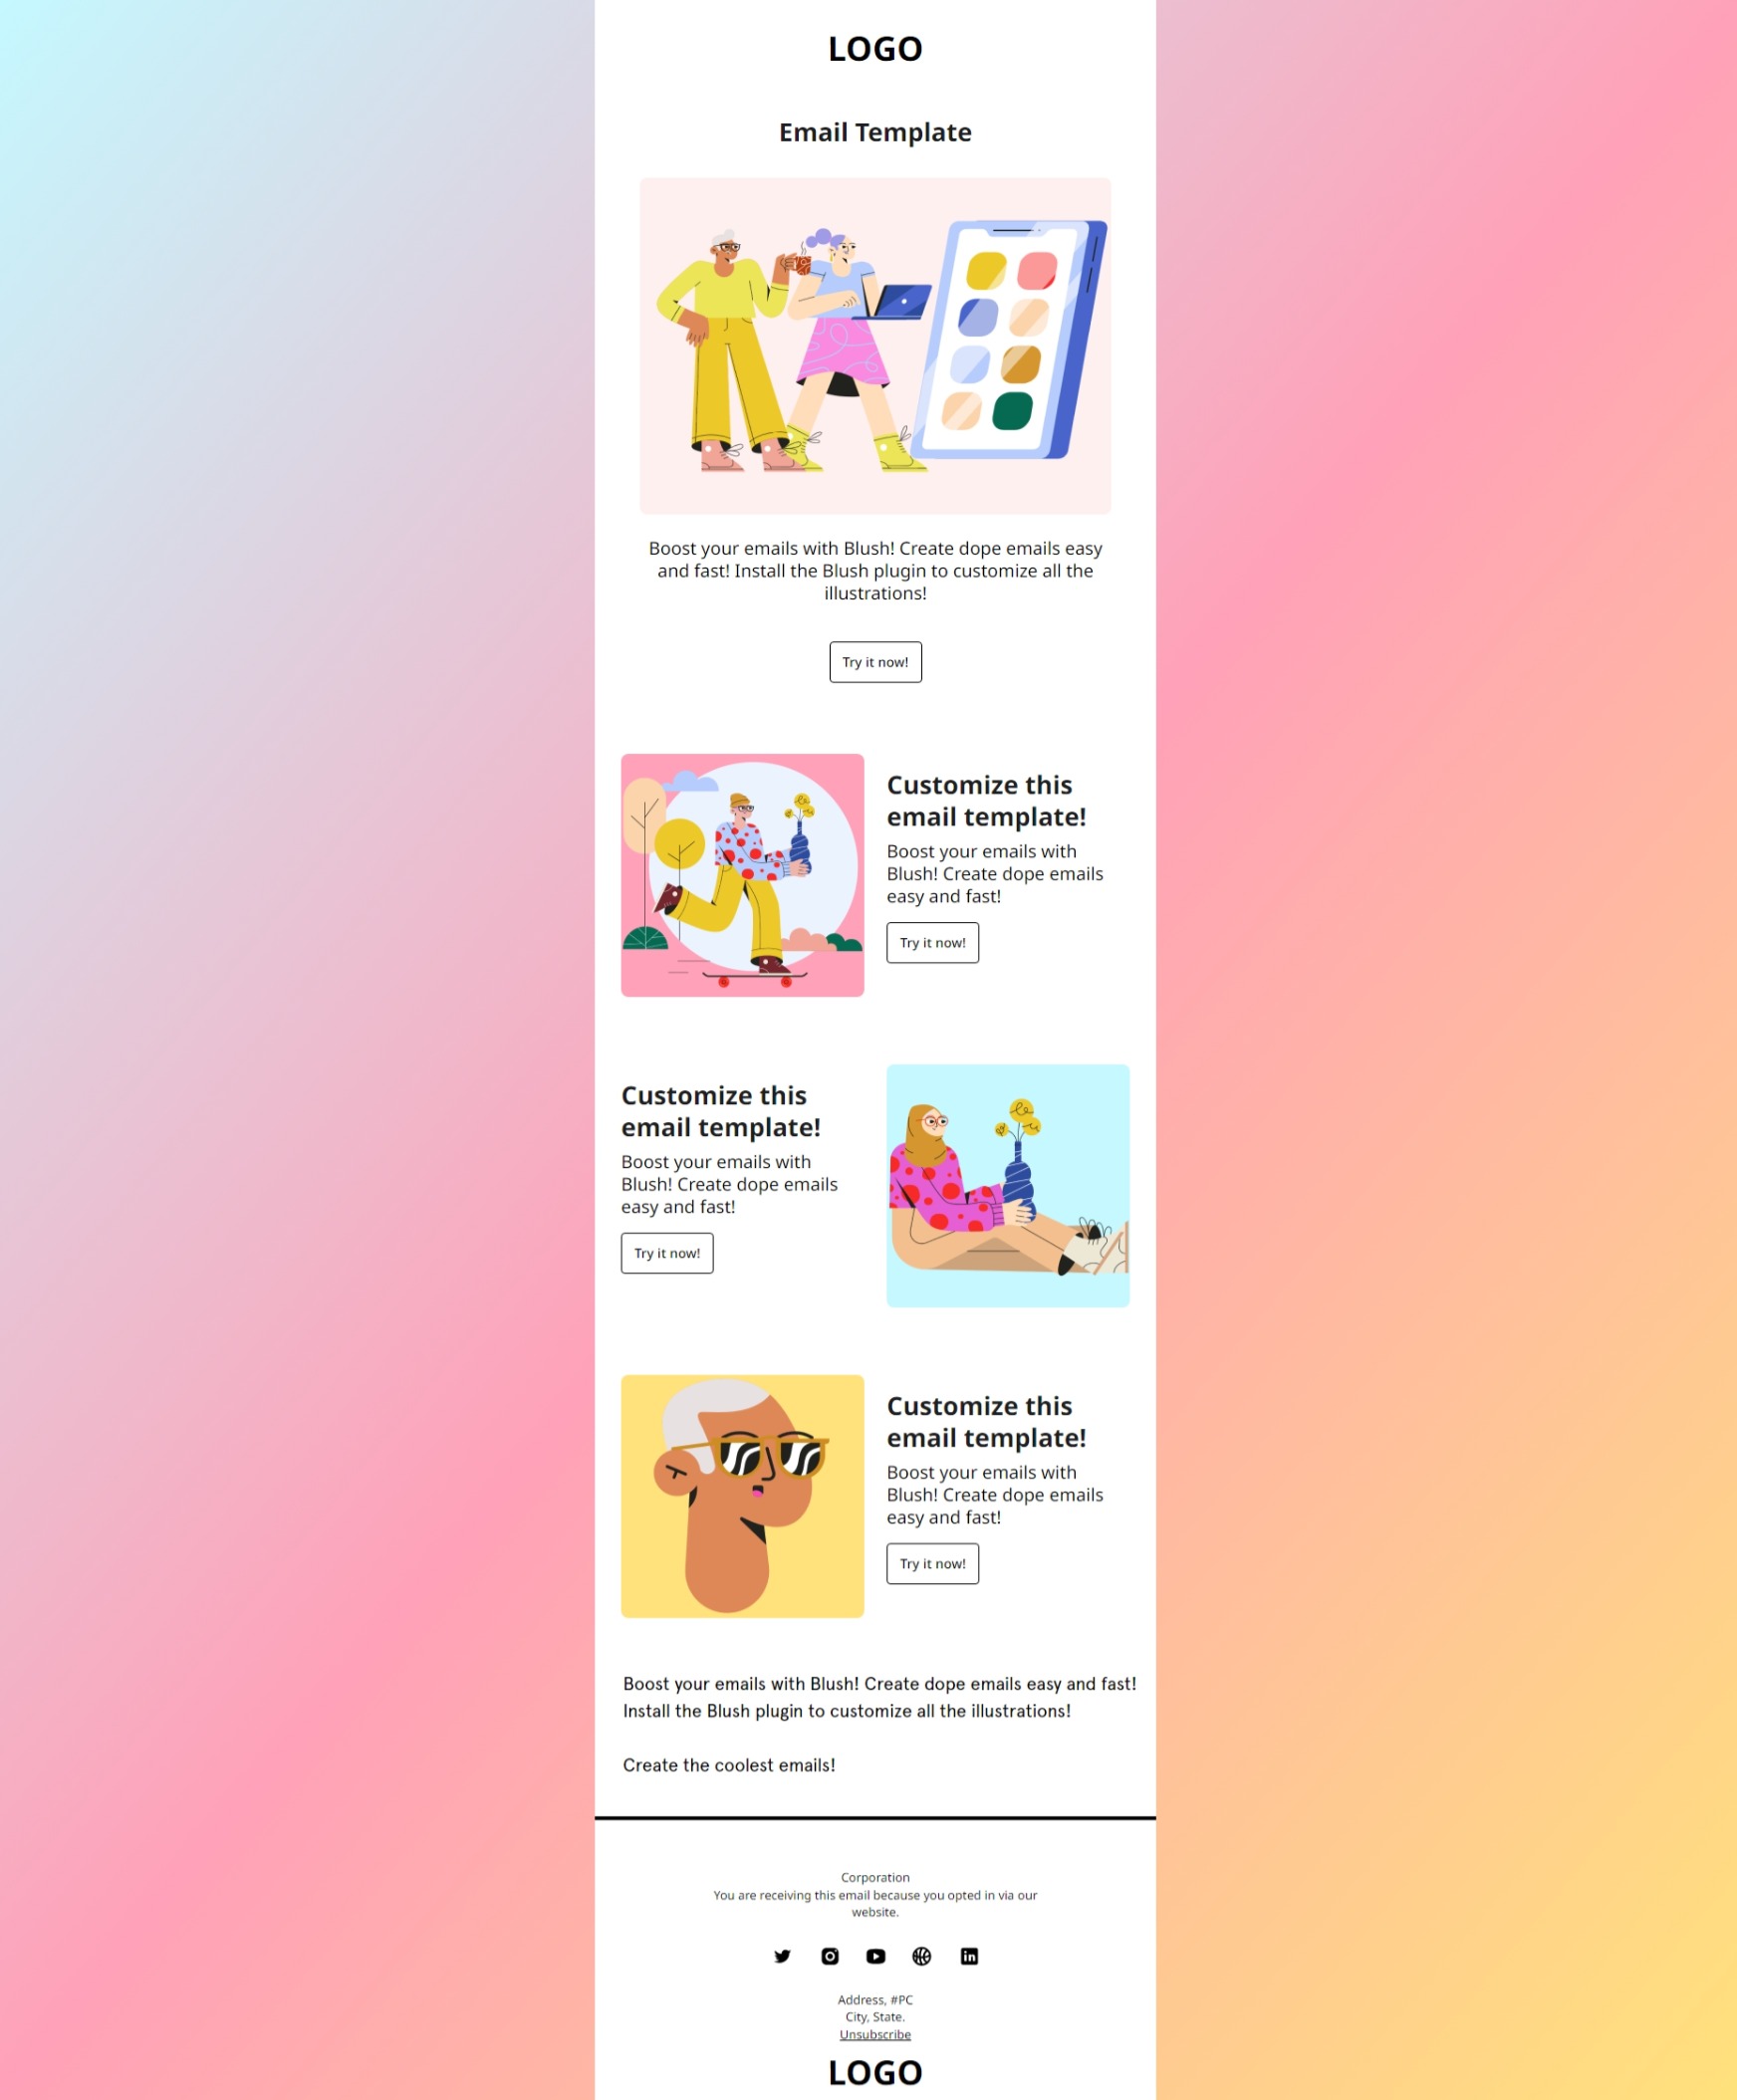 LOGO
Email Template
Boost your emails with Blush! Create dope emails easy
and fast! Install the Blush plugin to customize all the
illustrations!
Try it now!
Customize this
email template!
Boost your emails with
Blush! Create dope emails
easy and fast!
Try it now!
Customize this
email template!
Boost your emails with
Blush! Create dope emails
easy and fast!
Try it now!
Customize this
email template!
Boost your emails with
Blush! Create dope emails
easy and fast!
Try it now!
Boost your emails with Blush! Create dope emails easy and fast!
Install the Blush plugin to customize all the illustrations!
Create the coolest emails!
Corporation
You are receiving this email because you opted in via our
website.
Address, #PC
City, State.
Unsubscribe
LOGO